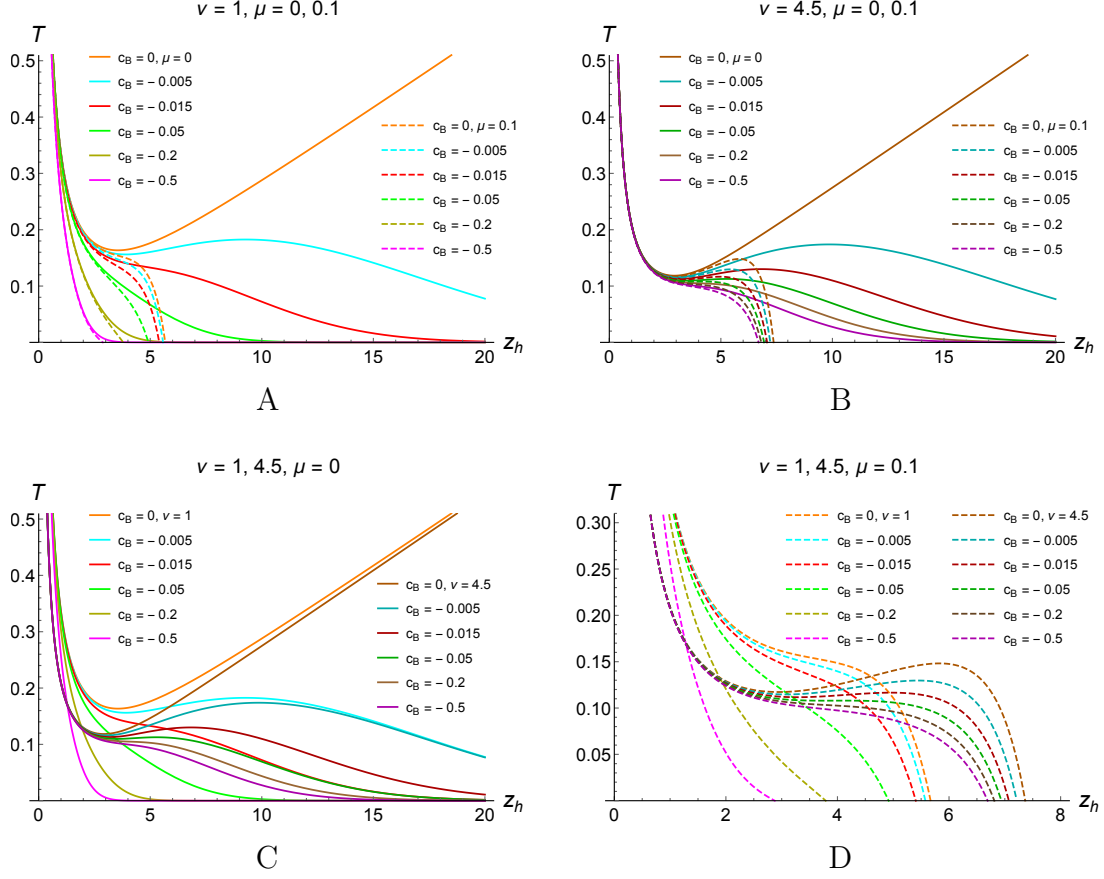 ν = 1, μ = 0, 0.1
T
0.5
0.4
0.3
0.2
0.1
0
5
10
15
20
z_h
c_B = 0, μ = 0
c_B = - 0.005
c_B = - 0.015
c_B = - 0.05
c_B = - 0.2
c_B = - 0.5
c_B = 0, μ = 0.1
c_B = - 0.005
c_B = - 0.015
c_B = - 0.05
c_B = - 0.2
c_B = - 0.5
A
ν = 4.5, μ = 0, 0.1
T
0.5
0.4
0.3
0.2
0.1
0
5
10
15
20
z_h
c_B = 0, μ = 0
c_B = - 0.005
c_B = - 0.015
c_B = - 0.05
c_B = - 0.2
c_B = - 0.5
c_B = 0, μ = 0.1
c_B = - 0.005
c_B = - 0.015
c_B = - 0.05
c_B = - 0.2
c_B = - 0.5
B
ν = 1, 4.5, μ = 0
T
0.5
0.4
0.3
0.2
0.1
0
5
10
15
20
z_h
c_B = 0, ν = 1
c_B = - 0.005
c_B = - 0.015
c_B = - 0.05
c_B = - 0.2
c_B = - 0.5
c_B = 0, ν = 4.5
c_B = - 0.005
c_B = - 0.015
c_B = - 0.05
c_B = - 0.2
c_B = - 0.5
C
ν = 1, 4.5, μ = 0.1
T
0.30
0.25
0.20
0.15
0.10
0.05
0
2
4
6
8
z_h
c_B = 0, ν = 1
c_B = - 0.005
c_B = - 0.015
c_B = - 0.05
c_B = - 0.2
c_B = - 0.5
c_B = 0, ν = 4.5
c_B = - 0.005
c_B = - 0.015
c_B = - 0.05
c_B = - 0.2
c_B = - 0.5
D